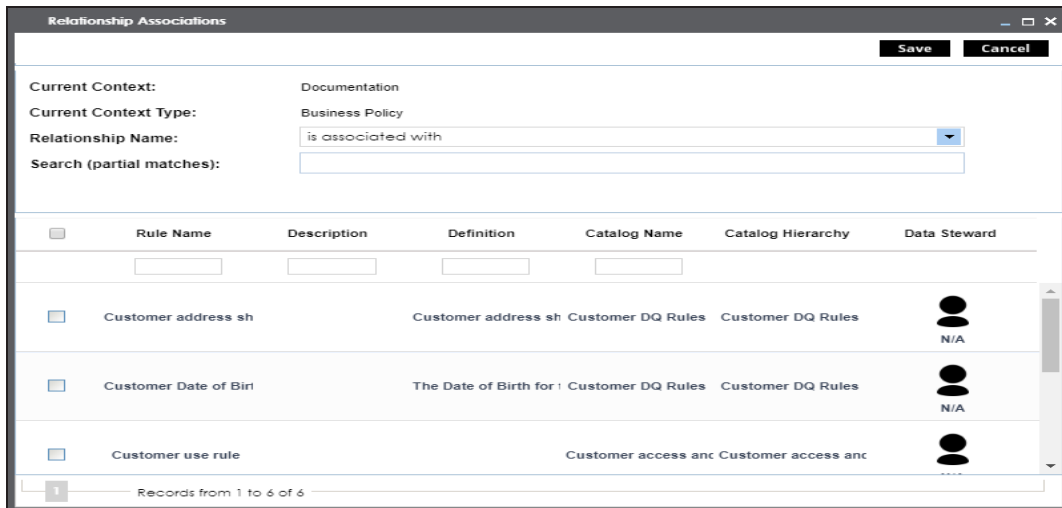 Relationship Associations
Save Cancel
Current Context: Documentation
Current Context Type: Business Policy
Relationship Name: is associated with
Search (partial matches):
Rule Name Description Definition Catalog Name Catalog Hierarchy Data Steward
Customer address sh Customer address sh Customer DQ Rules Customer DQ Rules
N/A
Customer Date of Birt The Date of Birth for t Customer DQ Rules Customer DQ Rules
N/A
Customer use rule Customer access and Customer access and
1 Records from 1 to 6 of 6